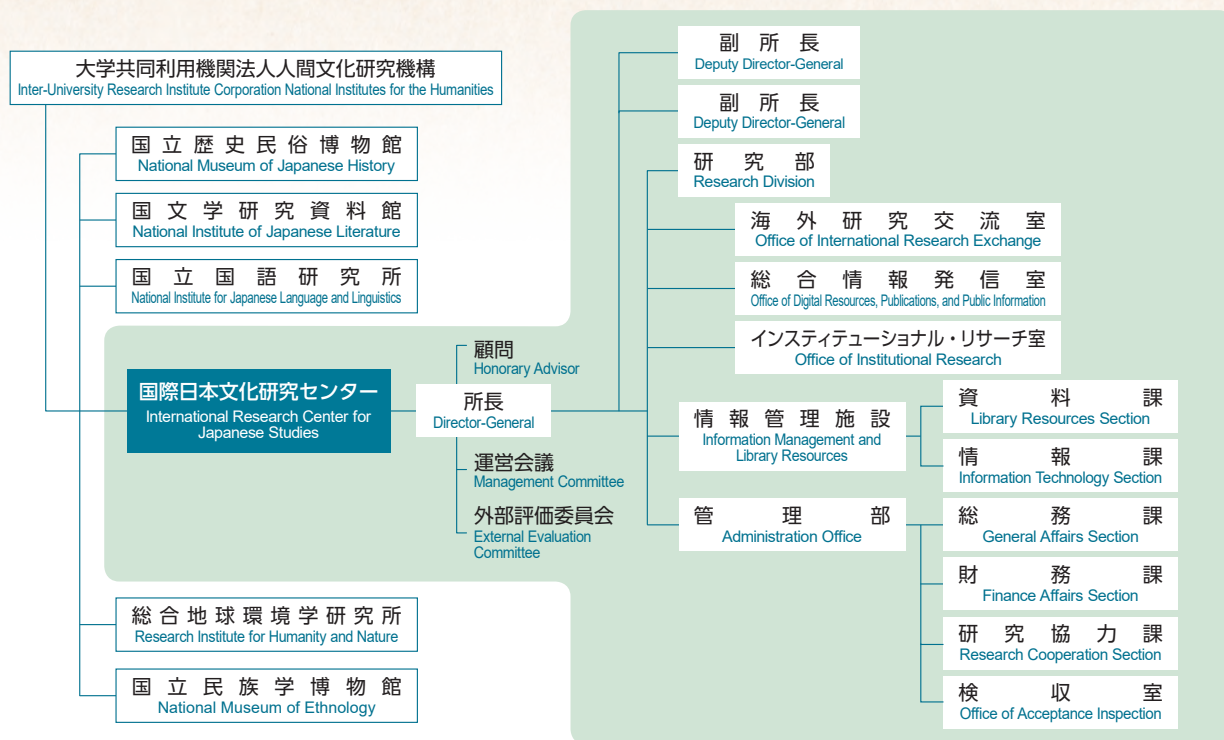 大学共同利用機関法人人間文化研究機構
Inter-University Research Institute Corporation National Institutes for the Humanities
国立歴史民俗博物館
National Museum of Japanese History
国文学研究資料館
National Institute of Japanese Literature
国立国語研究所
National Institute for Japanese Language and Linguistics
国際日本文化研究センター
International Research Center for
Japanese Studies
総合地球環境学研究所
Research Institute for Humanity and Nature
国立民族学博物館
National Museum of Ethnology
顧問
Honorary Advisor
所長
Director-General
運営会議
Management Committee
外部評価委員会
External Evaluation
Committee
副所長
Deputy Director-General
副所長
Deputy Director-General
研究部
Research Division
海外研究交流室
Office of International Research Exchange
総合情報発信室
Office of Digital Resources, Publications, and Public Information
インスティテューショナル・リサーチ室
Office of Institutional Research
情報管理施設
Information Management and
Library Resources
資料課
Library Resources Section
情報課
Information Technology Section
管理部
Administration Office
総務課
General Affairs Section
財務課
Finance Affairs Section
研究協力課
Research Cooperation Section
検収室
Office of Acceptance Inspection